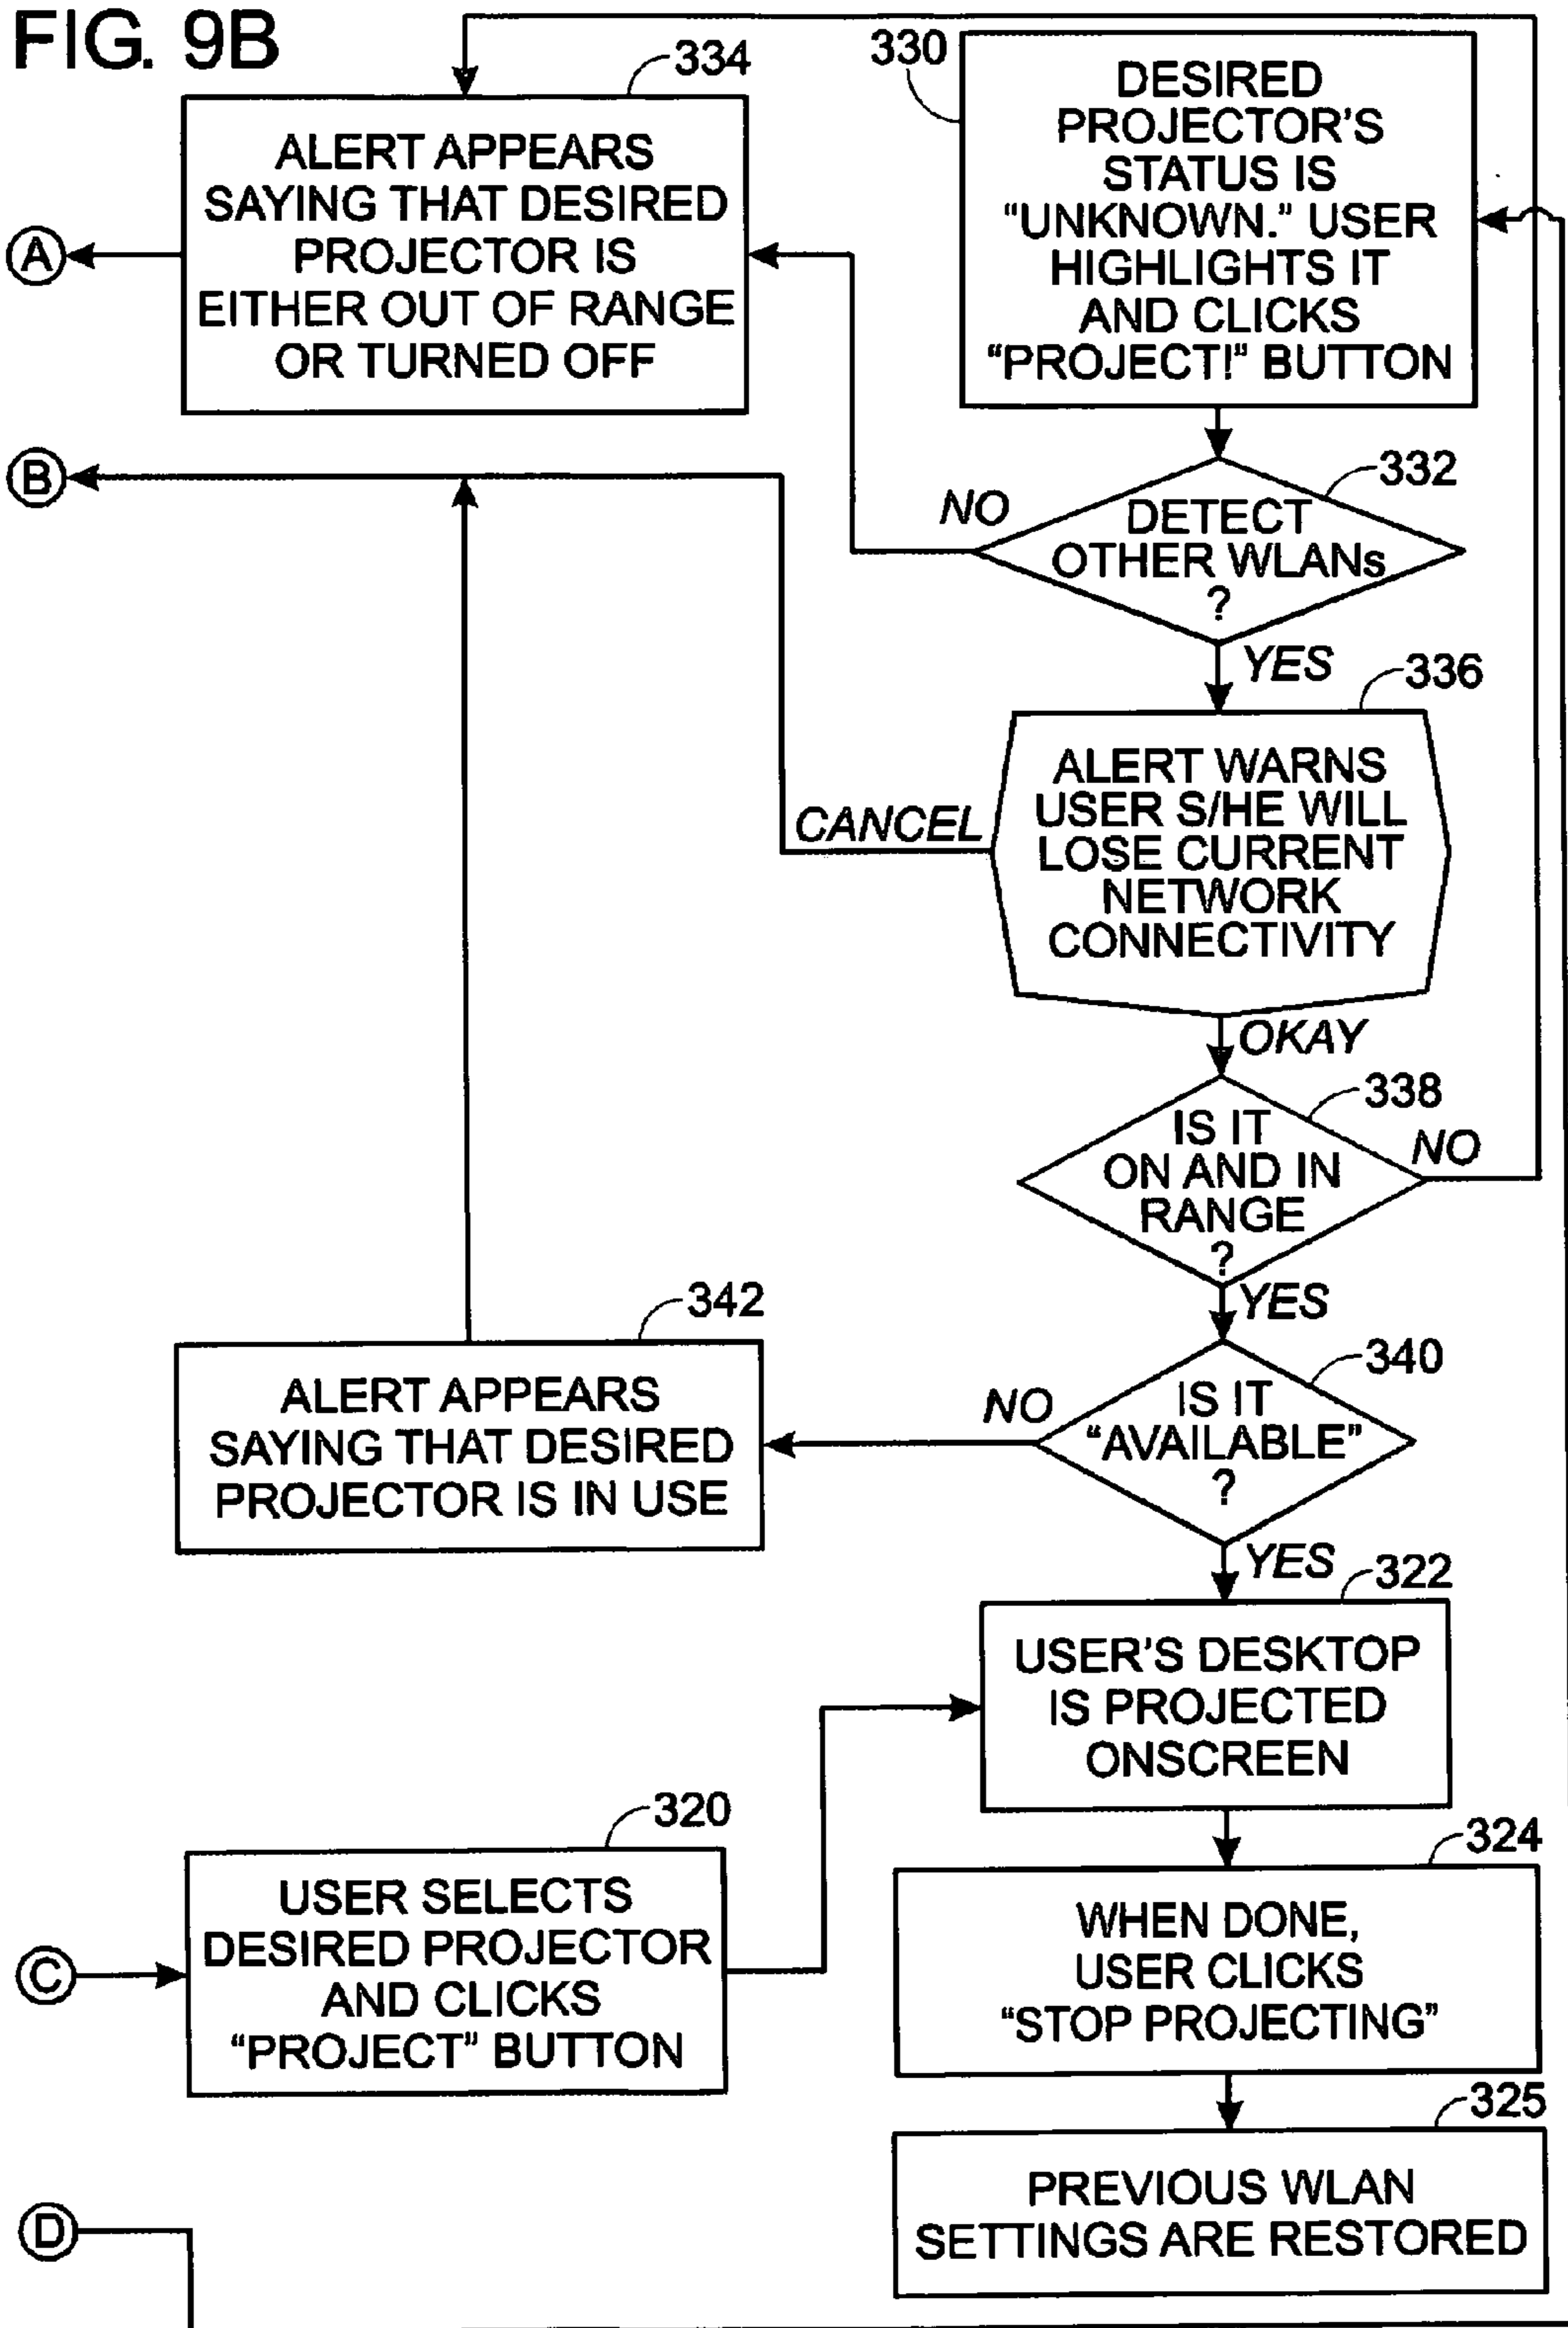 FIG. 9B
334
ALERT APPEARS
SAYING THAT DESIRED
PROJECTOR IS
EITHER OUT OF RANGE
OR TURNED OFF
A
B
330
DESIRED
PROJECTOR'S
STATUS IS
“UNKNOWN.” USER
HIGHLIGHTS IT
AND CLICKS
“PROJECT!” BUTTON
332
NO
DETECT
OTHER WLANs
?
YES
336
ALERT WARNS
USER S/HE WILL
LOSE CURRENT
NETWORK
CONNECTIVITY
CANCEL
OKAY
338
IS IT
ON AND IN
RANGE
?
NO
YES
342
ALERT APPEARS
SAYING THAT DESIRED
PROJECTOR IS IN USE
340
NO
IS IT
“AVAILABLE”
?
YES
322
USER'S DESKTOP
IS PROJECTED
ONSCREEN
320
C
USER SELECTS
DESIRED PROJECTOR
AND CLICKS
“PROJECT” BUTTON
324
WHEN DONE,
USER CLICKS
“STOP PROJECTING”
325
PREVIOUS WLAN
SETTINGS ARE RESTORED
D